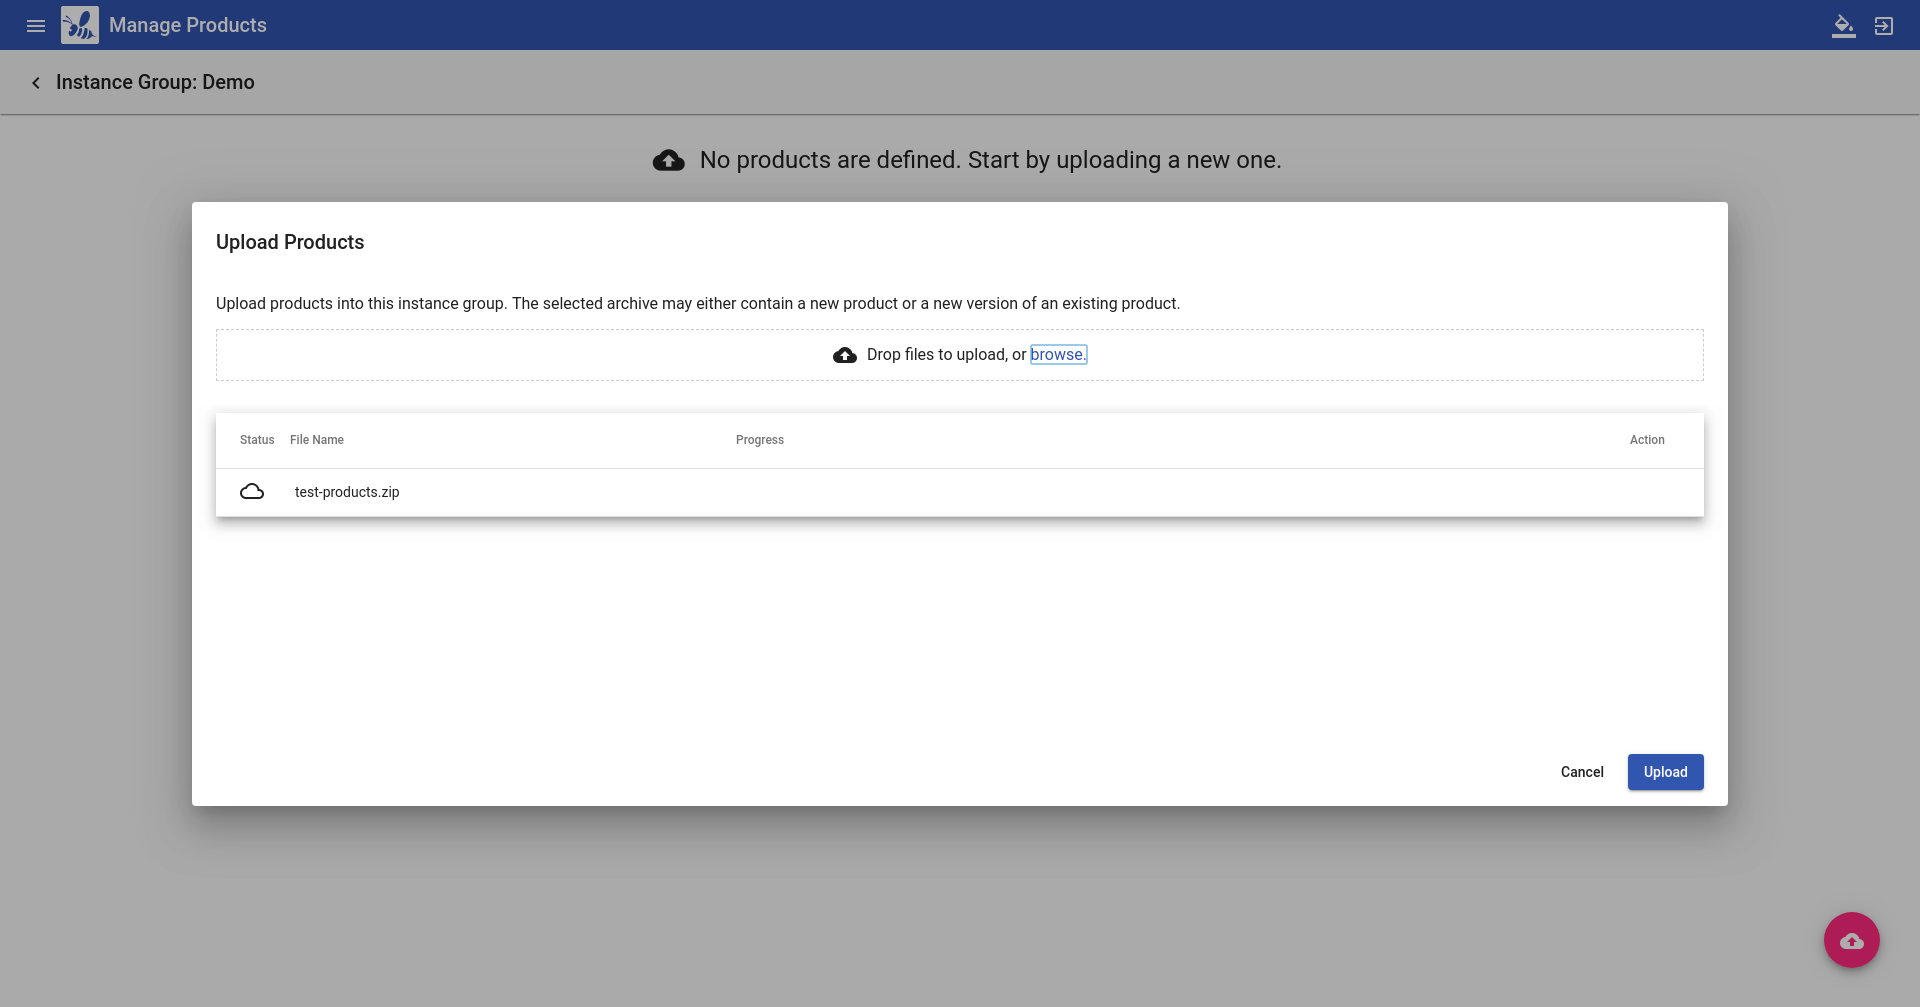 Manage Products
Instance Group: Demo
No products are defined. Start by uploading a new one.
Upload Products
Upload products into this instance group. The selected archive may either contain a new product or a new version of an existing product.
Drop files to upload, or browse.
Status File Name Progress Action
test-products.zip
Cancel Upload